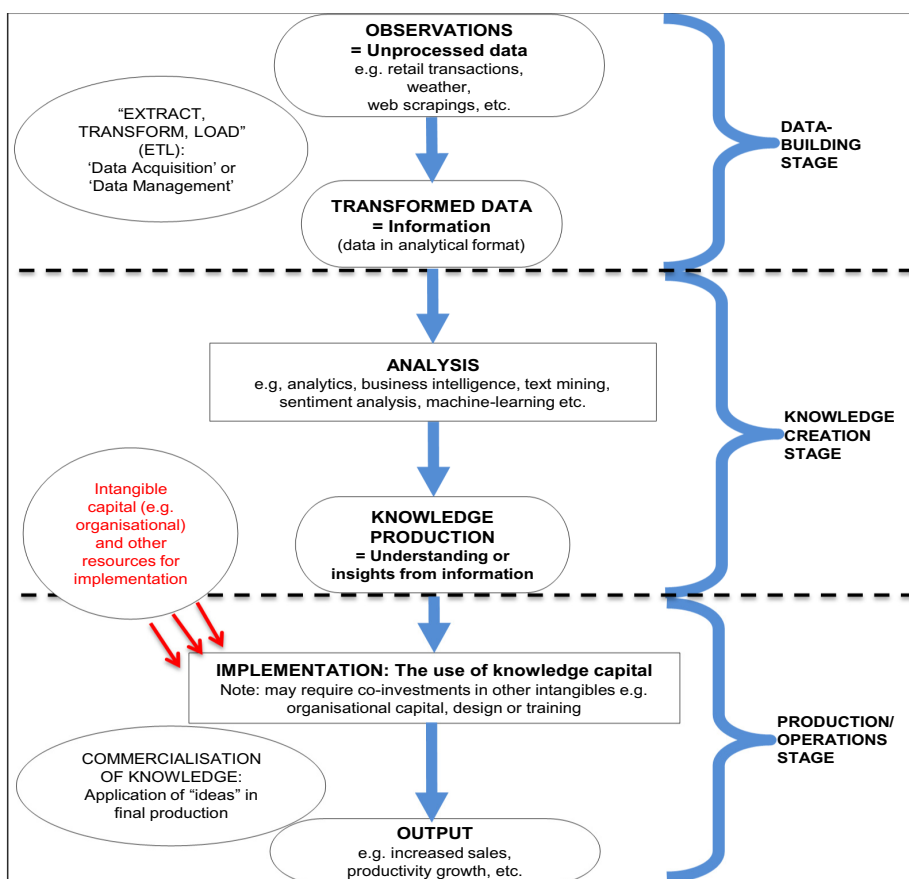 OBSERVATIONS
= Unprocessed data
e.g. retail transactions,
weather,
web scrapings, etc.
“EXTRACT,
TRANSFORM, LOAD”
(ETL):
‘Data Acquisition’ or
‘Data Management’
DATA-
BUILDING
STAGE
TRANSFORMED DATA
= Information
(data in analytical format)
ANALYSIS
e.g, analytics, business intelligence, text mining,
sentiment analysis, machine-learning etc.
KNOWLEDGE
CREATION
STAGE
Intangible
capital (e.g.
organisational)
and other
resources for
implementation
KNOWLEDGE
PRODUCTION
= Understanding or
insights from information
IMPLEMENTATION: The use of knowledge capital
Note: may require co-investments in other intangibles e.g.
organisational capital, design or training
PRODUCTION/
OPERATIONS
STAGE
COMMERCIALISATION
OF KNOWLEDGE:
Application of “ideas” in
final production
OUTPUT
e.g. increased sales,
productivity growth, etc.